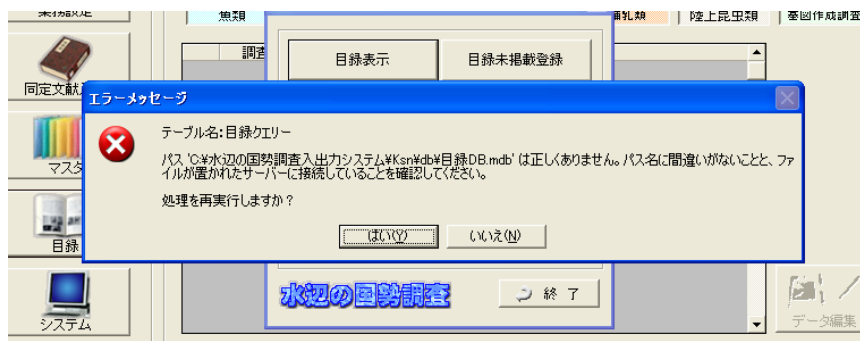 業務設定
魚類
哺乳類
陸上昆虫類
基図作成調査
調査
目録表示
目録未掲載登録
同定文献
エラーメッセージ
テーブル名:目録クエリー
パス 'C:¥水辺の国勢調査入出力システム¥Ksn¥db¥目録DB.mdb' は正しくありません。パス名に間違いがないことと、ファ
イルが置かれたサーバーに接続していることを確認してください。
処理を再実行しますか?
はい(Y)
いいえ(N)
マス
目録
水辺の国勢調査
終 了
システム
データ編集